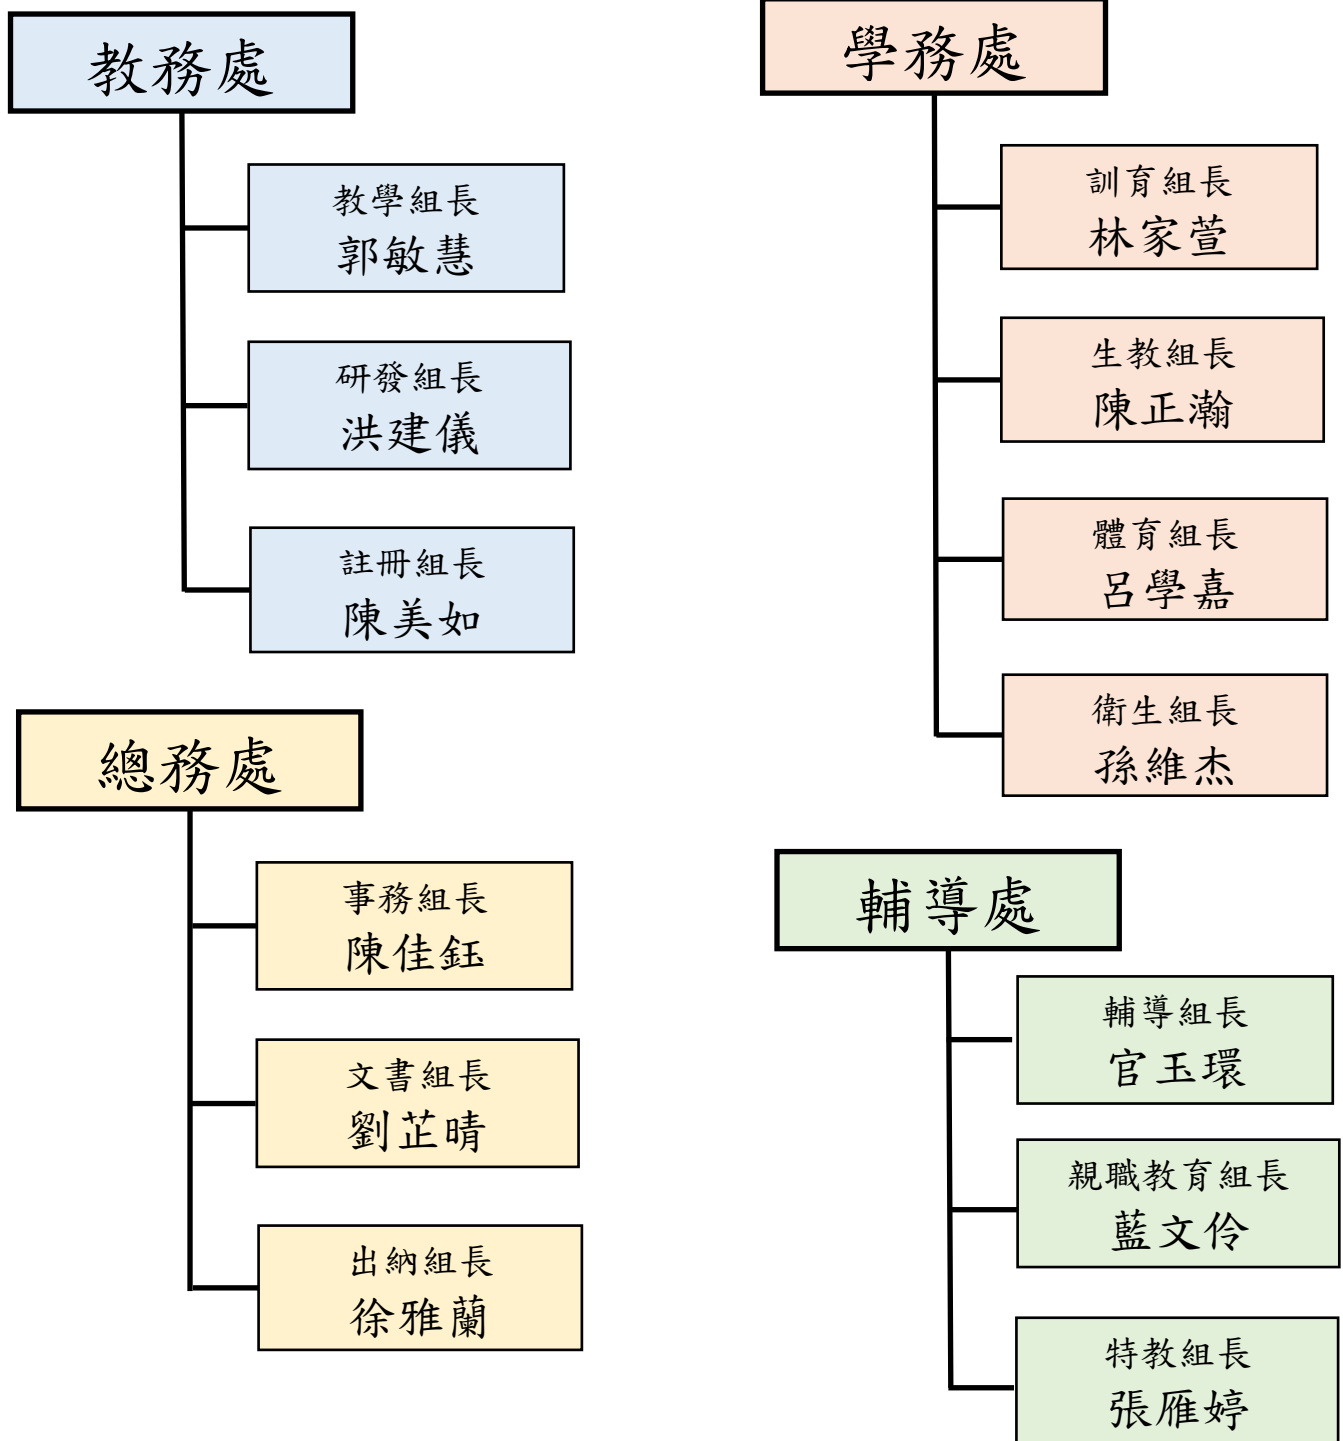 教務處
教學組長
郭敏慧
研發組長
洪建儀
註冊組長
陳美如
學務處
訓育組長
林家萱
生教組長
陳正瀚
體育組長
呂學嘉
衛生組長
孫維杰
總務處
事務組長
陳佳鈺
文書組長
劉芷晴
出納組長
徐雅蘭
輔導處
輔導組長
官玉環
親職教育組長
藍文伶
特教組長
張雁婷